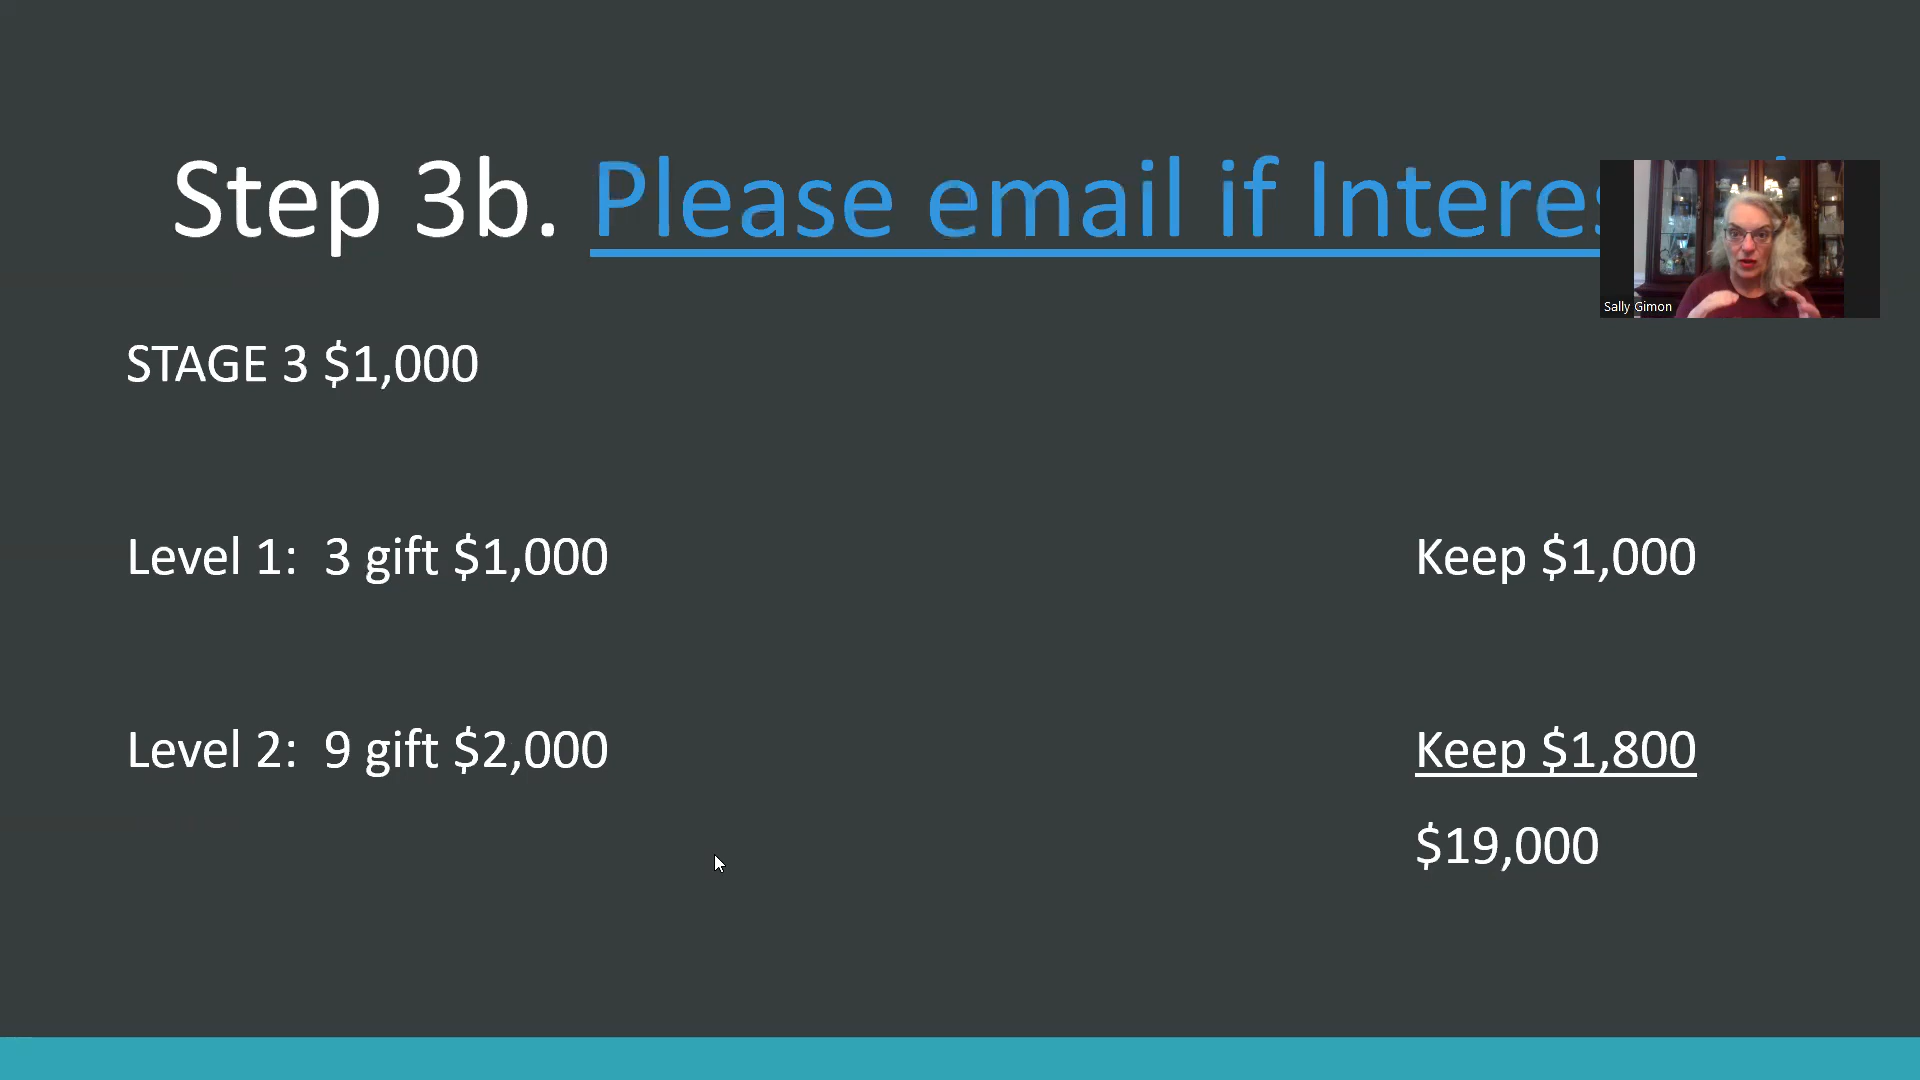 Step 3b. Please email if
Sally Gimon
STAGE 3 $1,000
Level 1: 3 gift $1,000 Keep $1,000
Level 2: 9 gift $2,000 Keep $1,800
$19,000